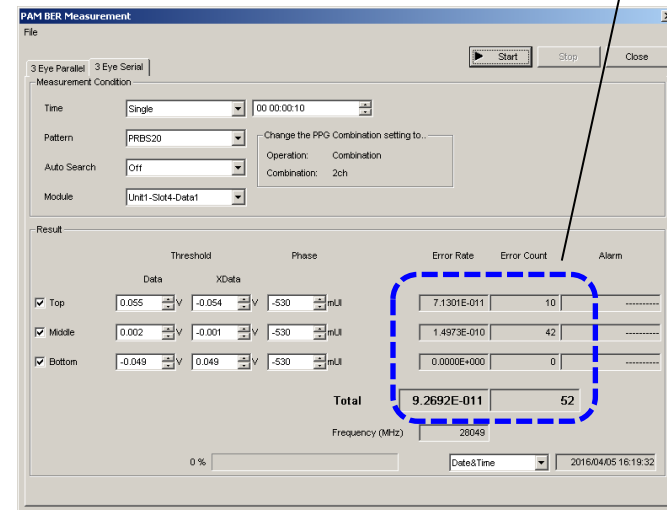 PAM BER Measurement
File
Start Stop Close
3 Eye Parallel 3 Eye Serial
Measurement Condition
Time Single 00 00:00:10
Pattern PRBS20 Change the PPG Combination setting to..
Operation: Combination
Auto Search Off
Combination: 2ch
Module Unit1-Slot4-Data1
Result
Threshold Phase Error Rate Error Count Alarm
Data XData
Top 0.055 V -0.054 V -530 mUI 7.1301E-011 10 ----------
Middle 0.002 V -0.001 V -530 mUI 1.4973E-010 42 ----------
Bottom -0.049 V 0.049 V -530 mUI 0.0000E+000 0 ----------
Total 9.2692E-011 52
Frequency (MHz) 28049
0 % Date&Time 2016/04/05 16:19:32